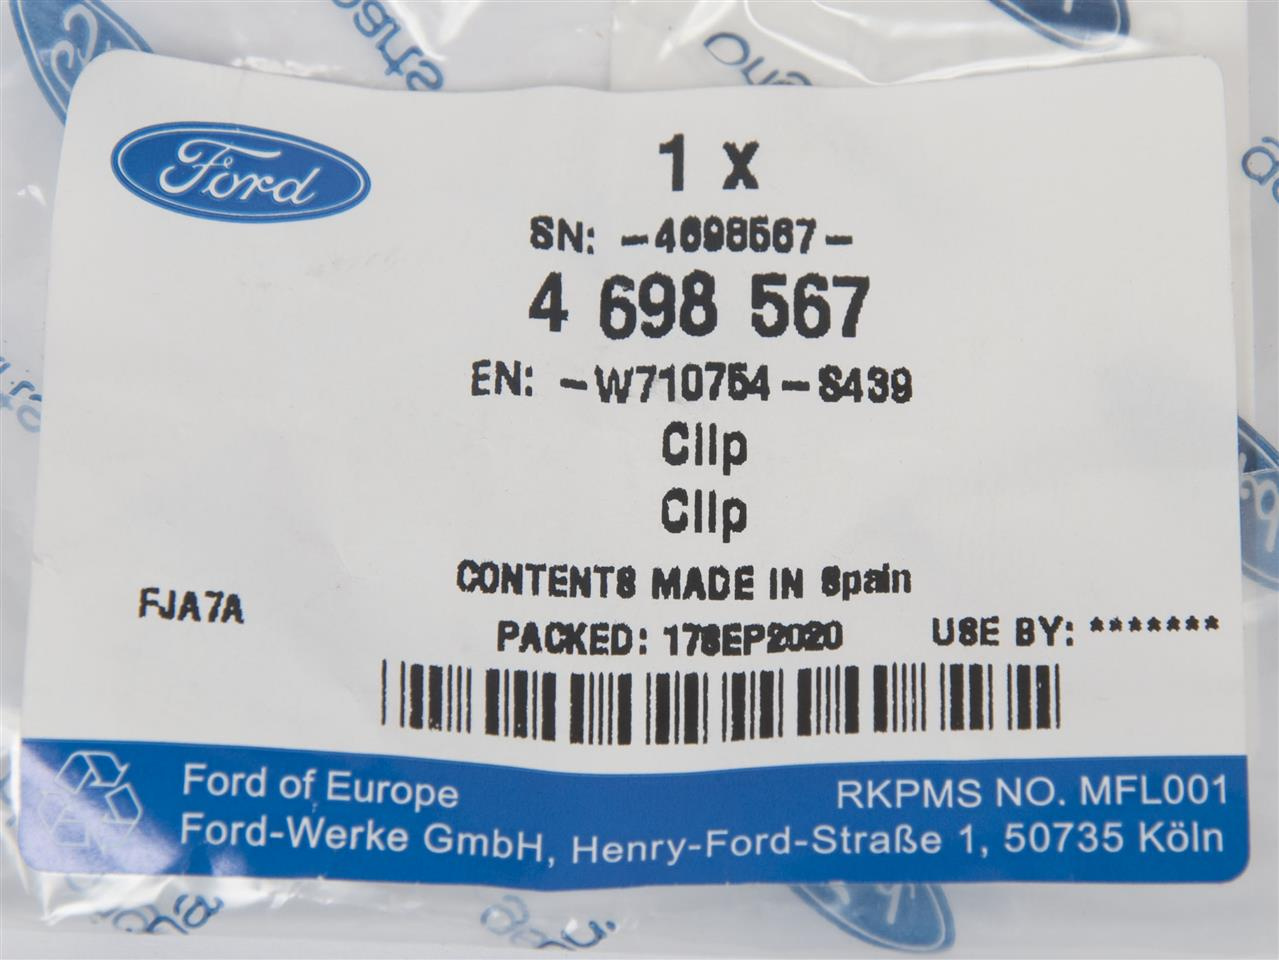 Ford
1 x
SN: -4698567-
4 698 567
EN: -W710754-S439
Clip
Clip
CONTENTS MADE IN Spain
FJA7A
PACKED: 17SEP2020
USE BY: *******
Ford of Europe
RKPMS NO. MFL001
Ford-Werke GmbH, Henry-Ford-Straße 1, 50735 Köln